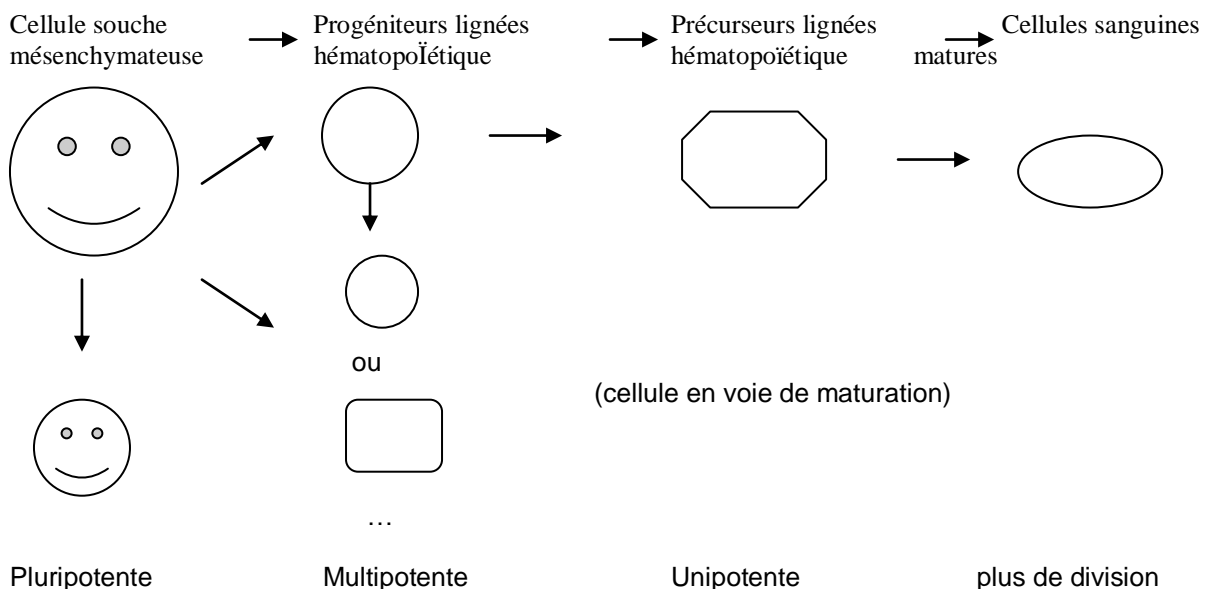 Cellule souche Progéniteurs lignées Précurseurs lignées Cellules sanguines
mésenchymateuse hématopoÏétique hématopoïétique matures
ou
(cellule en voie de maturation)
…
Pluripotente Multipotente Unipotente plus de division